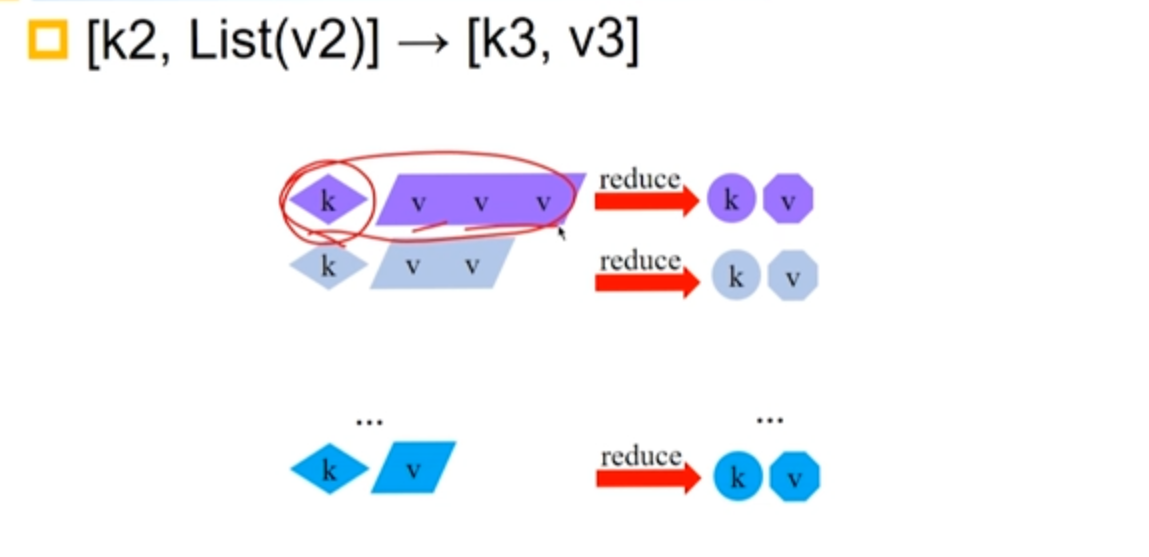 [k2, List(v2)] → [k3, v3]
k v v v reduce k v
k v v reduce k v
... ...
k v reduce k v